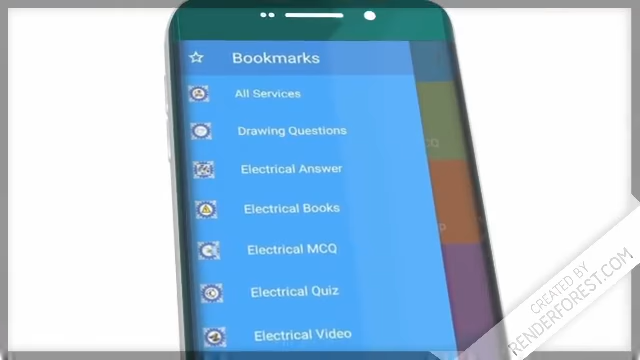 Bookmarks
All Services
Drawing Questions
Electrical Answer
Electrical Books
Electrical MCQ
Electrical Quiz
Electrical Video
CQ
CREATED BY
RENDERFOREST.COM